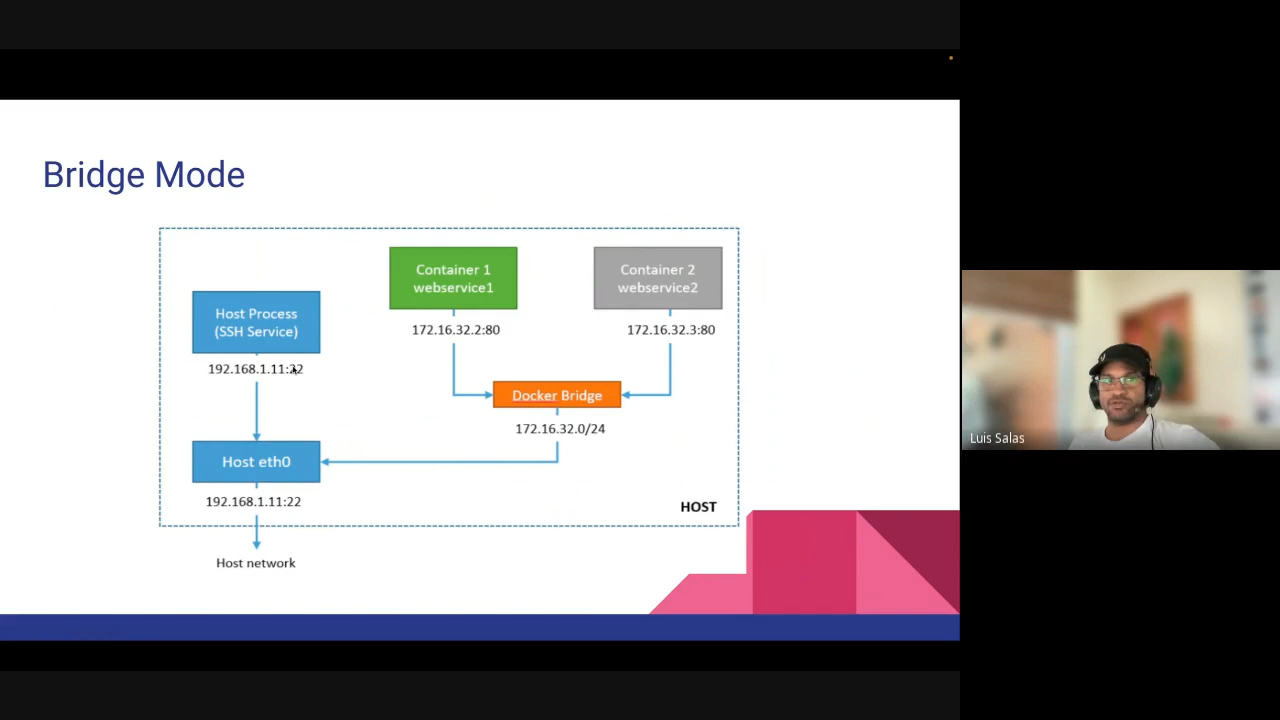 Bridge Mode
Container 1
webservice1
Container 2
webservice2
Host Process
(SSH Service)
172.16.32.2:80
172.16.32.3:80
192.168.1.11:22
Docker Bridge
172.16.32.0/24
Host eth0
192.168.1.11:22
HOST
Host network
Luis Salas